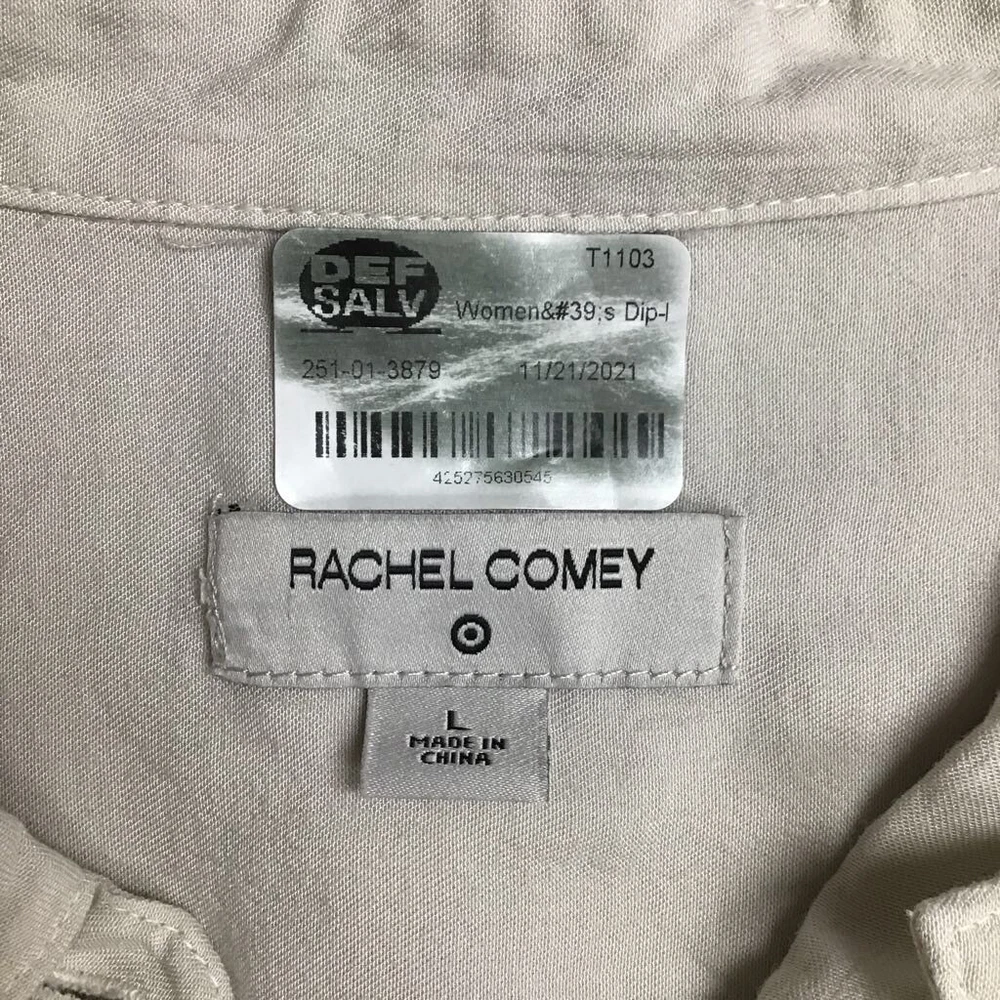 DEF
SALV
T1103
Women&#39;s Dip-
251-01-3879
11/21/2021
425275630545
RACHEL COMEY
L
MADE IN
CHINA